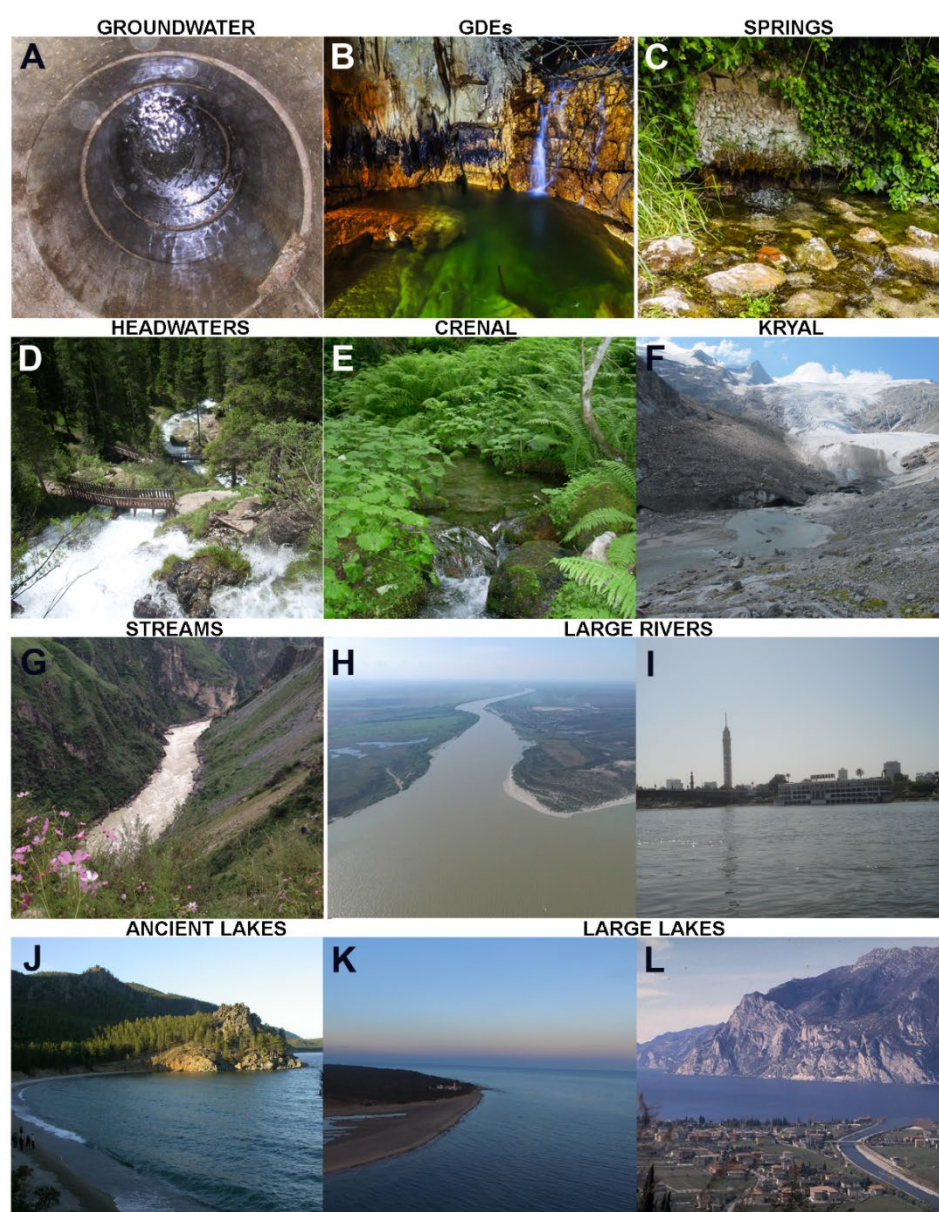 GROUNDWATER GDEs SPRINGS
A B C
HEADWATERS CRENAL KRYAL
D E F
STREAMS LARGE RIVERS
G H I
ANCIENT LAKES LARGE LAKES
J K L